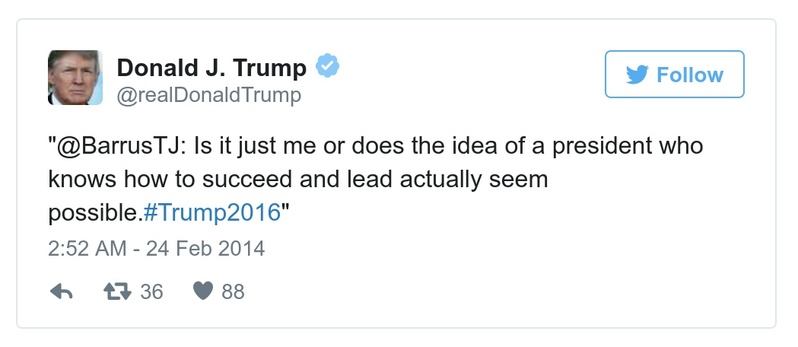 Donald J. Trump
@realDonaldTrump
Follow
"@BarrusTJ: Is it just me or does the idea of a president who
knows how to succeed and lead actually seem
possible.#Trump2016"
2:52 AM - 24 Feb 2014
36 88